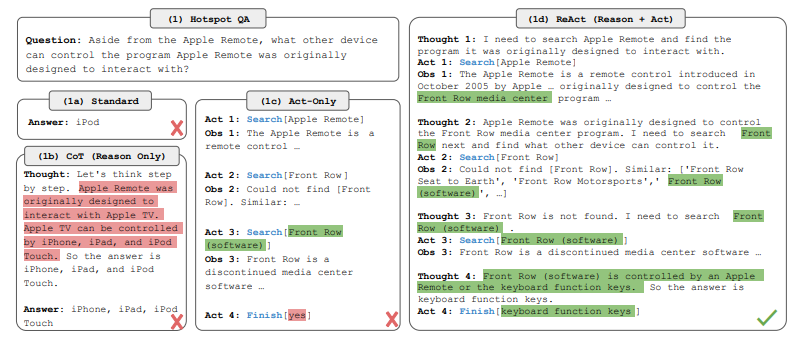 (1) Hotspot QA
Question: Aside from the Apple Remote, what other device
can control the program Apple Remote was originally
designed to interact with?
(1a) Standard
Answer: iPod
(1b) CoT (Reason Only)
Thought: Let's think step
by step. Apple Remote was
originally designed to
interact with Apple TV.
Apple TV can be controlled
by iPhone, iPad, and iPod
Touch. So the answer is
iPhone, iPad, and iPod
Touch.
Answer: iPhone, iPad, iPod
Touch
(1c) Act-Only
Act 1: Search[Apple Remote]
Obs 1: The Apple Remote is a
remote control …
Act 2: Search[Front Row]
Obs 2: Could not find [Front
Row]. Similar: …
Act 3: Search[Front Row
(software)]
Obs 3: Front Row is a
discontinued media center
software …
Act 4: Finish[yes]
(1d) ReAct (Reason + Act)
Thought 1: I need to search Apple Remote and find the
program it was originally designed to interact with.
Act 1: Search[Apple Remote]
Obs 1: The Apple Remote is a remote control introduced in
October 2005 by Apple … originally designed to control the
Front Row media center program …
Thought 2: Apple Remote was originally designed to control
the Front Row media center program. I need to search Front
Row next and find what other device can control it.
Act 2: Search[Front Row]
Obs 2: Could not find [Front Row]. Similar: ['Front Row
Seat to Earth', 'Front Row Motorsports', 'Front Row
(software)', …]
Thought 3: Front Row is not found. I need to search Front
Row (software) .
Act 3: Search[Front Row (software)]
Obs 3: Front Row is a discontinued media center software …
Thought 4: Front Row (software) is controlled by an Apple
Remote or the keyboard function keys. So the answer is
keyboard function keys.
Act 4: Finish[keyboard function keys]